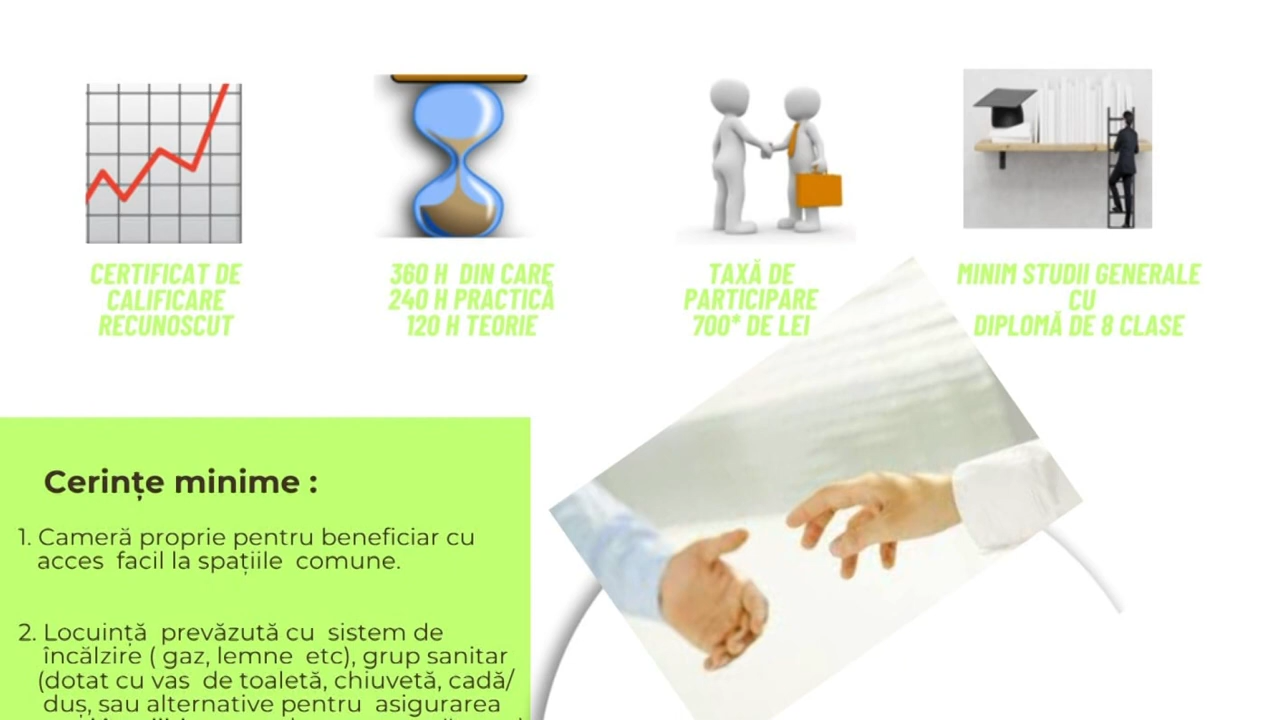 CERTIFICAT DE
CALIFICARE
RECUNOSCUT
360 H DIN CARE
240 H PRACTICĂ
120 H TEORIE
TAXĂ DE
PARTICIPARE
700* DE LEI
MINIM STUDII GENERALE
CU
DIPLOMĂ DE 8 CLASE
Cerințe minime :
1. Cameră proprie pentru beneficiar cu
acces facil la spațiile comune.
2. Locuință prevăzută cu sistem de
încălzire ( gaz, lemne etc), grup sanitar
(dotat cu vas de toaletă, chiuvetă, cadă/
duș, sau alternative pentru asigurarea